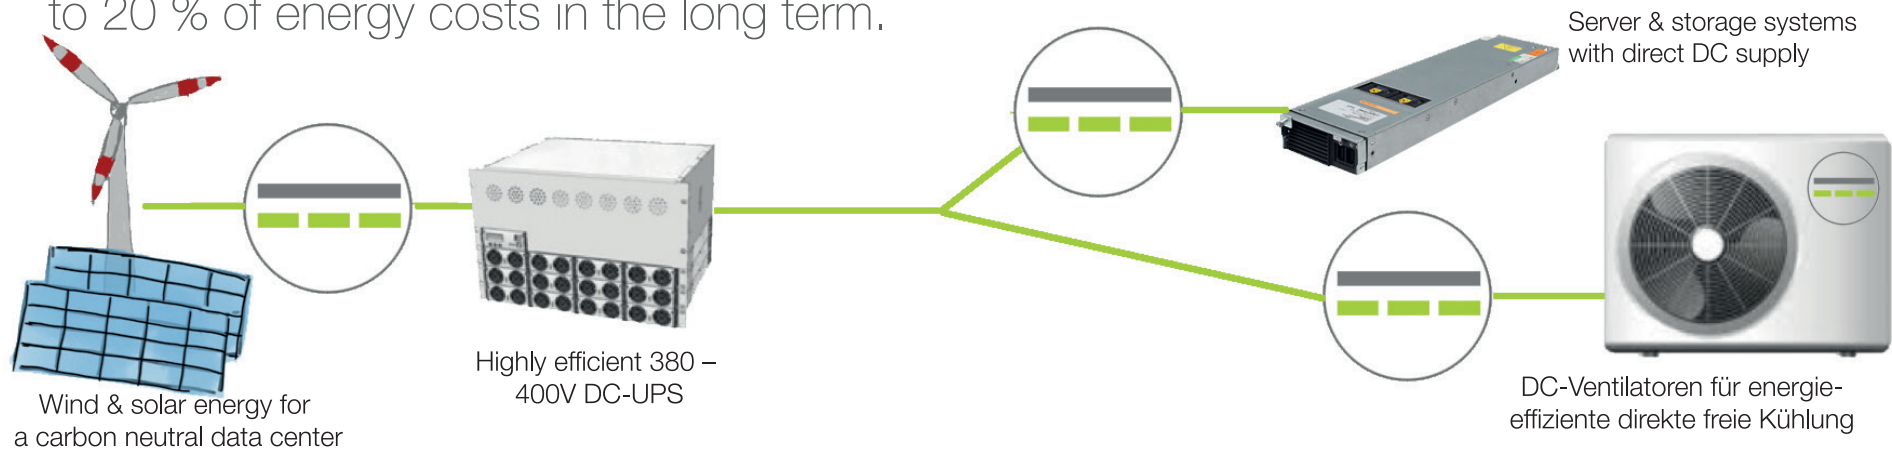 to 20 % of energy costs in the long term.
Server & storage systems
with direct DC supply
Highly efficient 380 –
400V DC-UPS
Wind & solar energy for
a carbon neutral data center
DC-Ventilatoren für energie-
effiziente direkte freie Kühlung